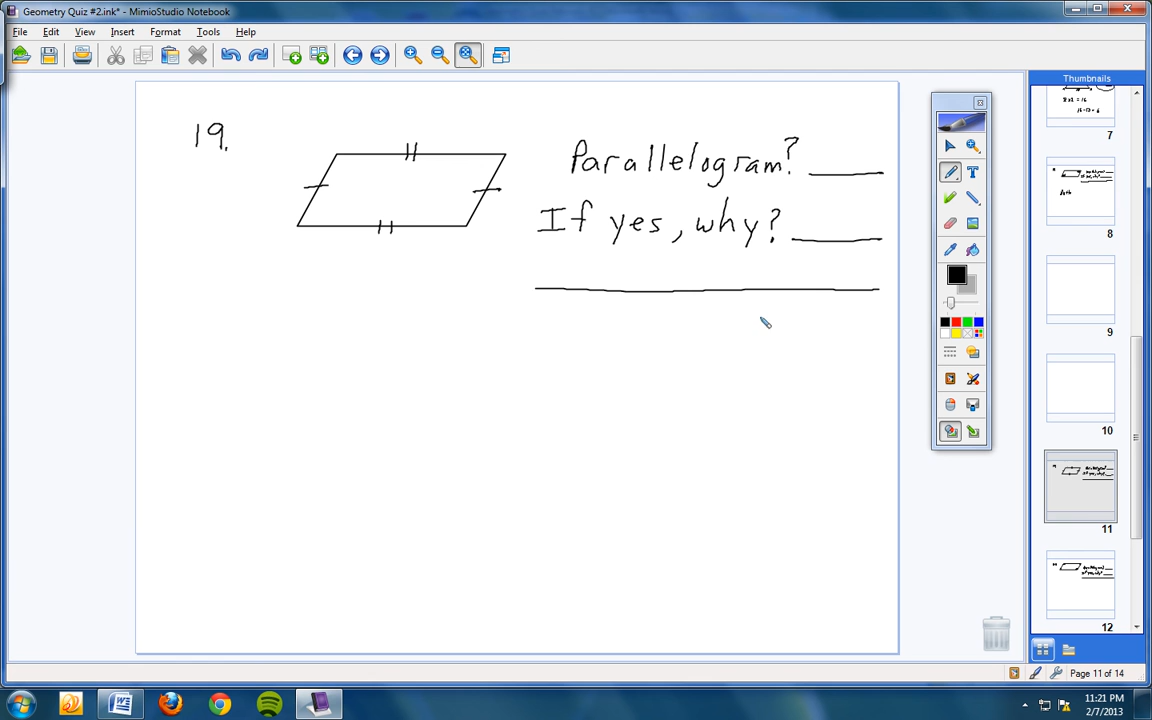 Geometry Quiz #2.ink* - MimioStudio Notebook
File Edit View Insert Format Tools Help
Thumbnails
19.
Parallelogram? ____
If yes, why? ____
7
8
9
10
11
12
T
Page 11 of 14
11:21 PM
2/7/2013